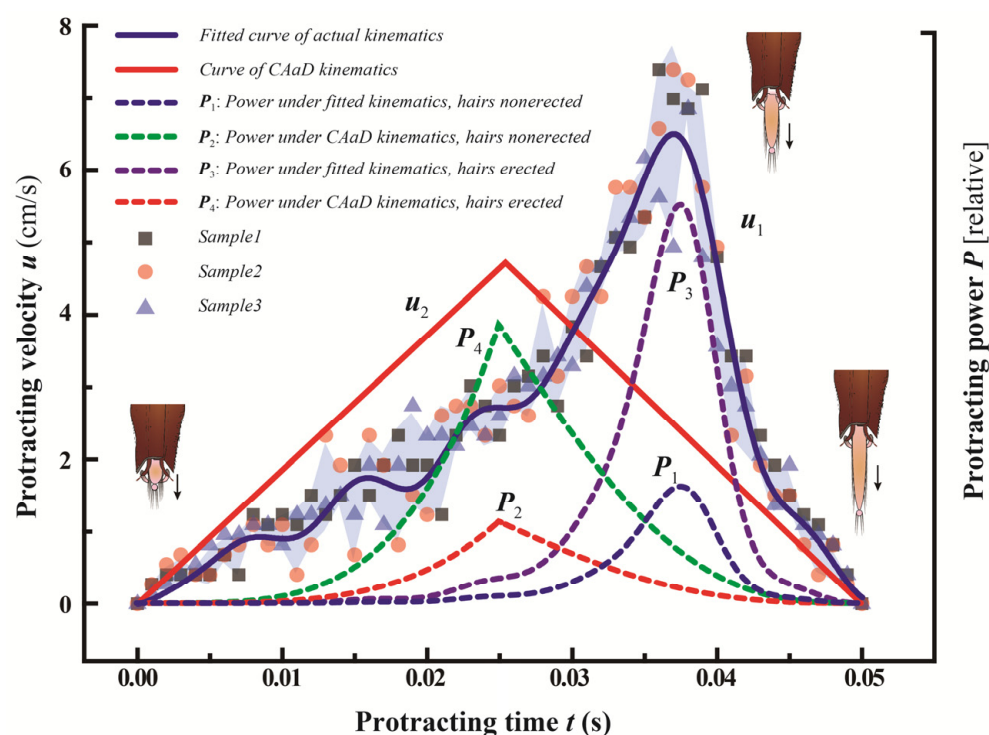 Fitted curve of actual kinematics
Curve of CAaD kinematics
P₁: Power under fitted kinematics, hairs nonerected
P₂: Power under CAaD kinematics, hairs nonerected
P₃: Power under fitted kinematics, hairs erected
P₄: Power under CAaD kinematics, hairs erected
Sample1
Sample2
Sample3
u₁
u₂
P₃
P₄
P₁
P₂
8
6
4
2
0
Protracting velocity u (cm/s)
Protracting power P [relative]
0.00 0.01 0.02 0.03 0.04 0.05
Protracting time t (s)